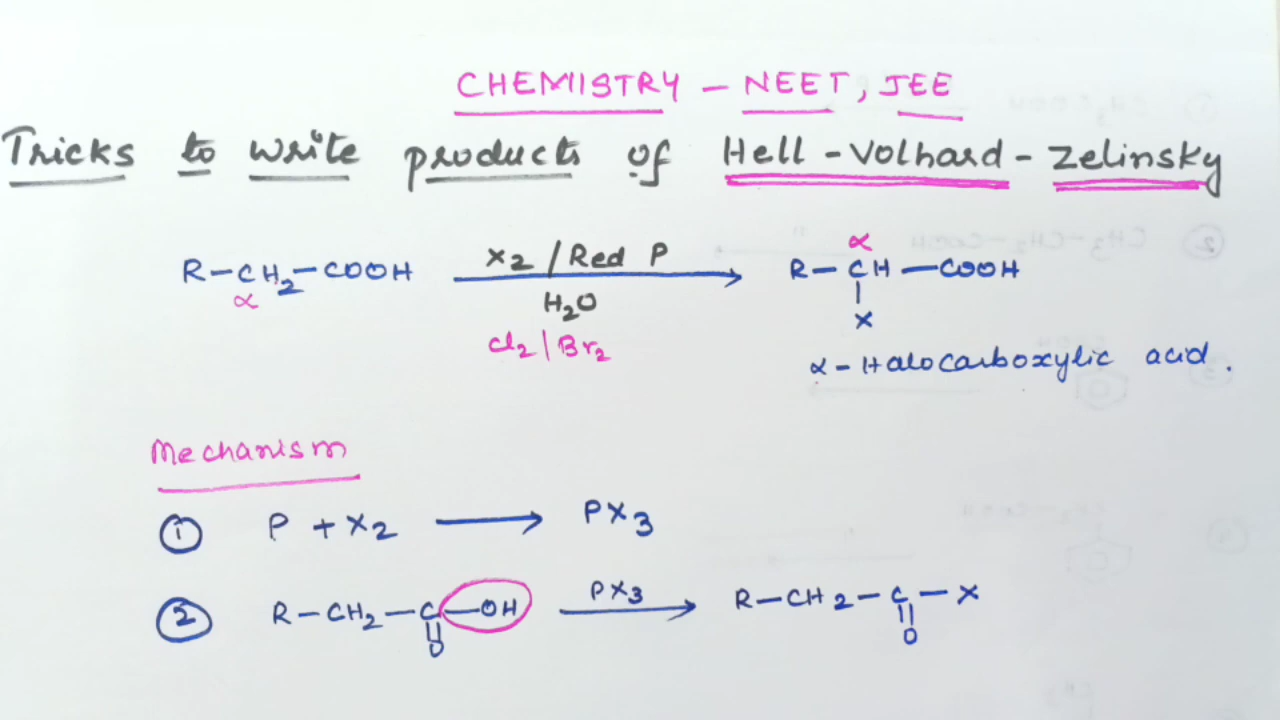 CHEMISTRY - NEET, JEE
Tricks to write products of Hell - Volhard - Zelinsky
R-CH2-COOH X2 / Red P R-CH-COOH
α H2O α
Cl2 / Br2 X
α - Halocarboxylic acid.
Mechanism
① P + X2 ⟶ PX3
② R-CH2-C-OH PX3 R-CH2-C-X
O O